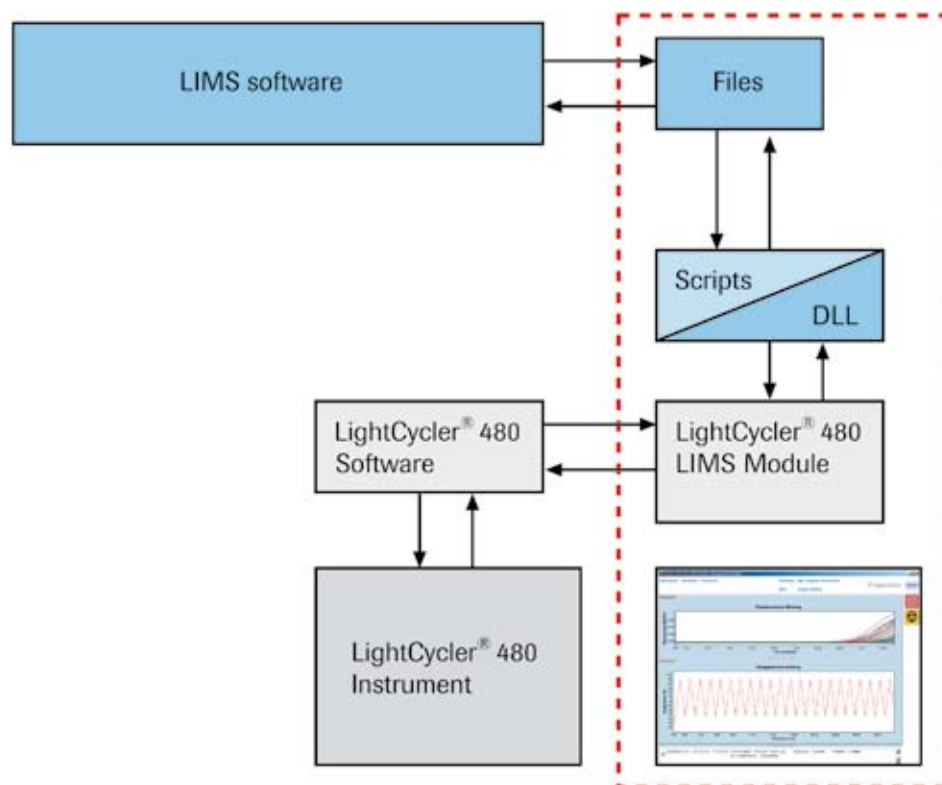 LIMS software
Files
Scripts
DLL
LightCycler® 480
Software
LightCycler® 480
LIMS Module
LightCycler® 480
Instrument